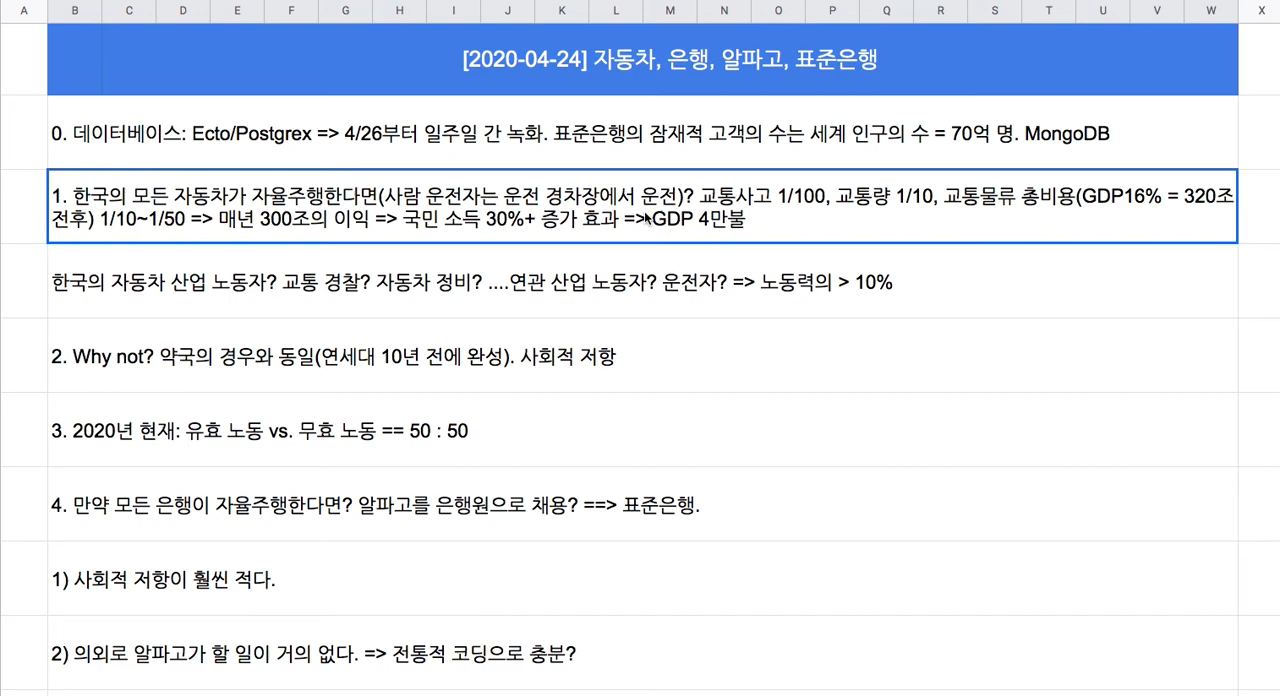 A B C D E F G H I J K L M N O P Q R S T U V W X
[2020-04-24] 자동차, 은행, 알파고, 표준은행
0. 데이터베이스: Ecto/Postgrex => 4/26부터 일주일 간 녹화. 표준은행의 잠재적 고객의 수는 세계 인구의 수 = 70억 명. MongoDB
1. 한국의 모든 자동차가 자율주행한다면(사람 운전자는 운전 경차장에서 운전)? 교통사고 1/100, 교통량 1/10, 교통물류 총비용(GDP16% = 320조
전후) 1/10~1/50 => 매년 300조의 이익 => 국민 소득 30%+ 증가 효과 => GDP 4만불
한국의 자동차 산업 노동자? 교통 경찰? 자동차 정비? ....연관 산업 노동자? 운전자? => 노동력의 > 10%
2. Why not? 약국의 경우와 동일(연세대 10년 전에 완성). 사회적 저항
3. 2020년 현재: 유효 노동 vs. 무효 노동 == 50 : 50
4. 만약 모든 은행이 자율주행한다면? 알파고를 은행원으로 채용? ==> 표준은행.
1) 사회적 저항이 훨씬 적다.
2) 의외로 알파고가 할 일이 거의 없다. => 전통적 코딩으로 충분?